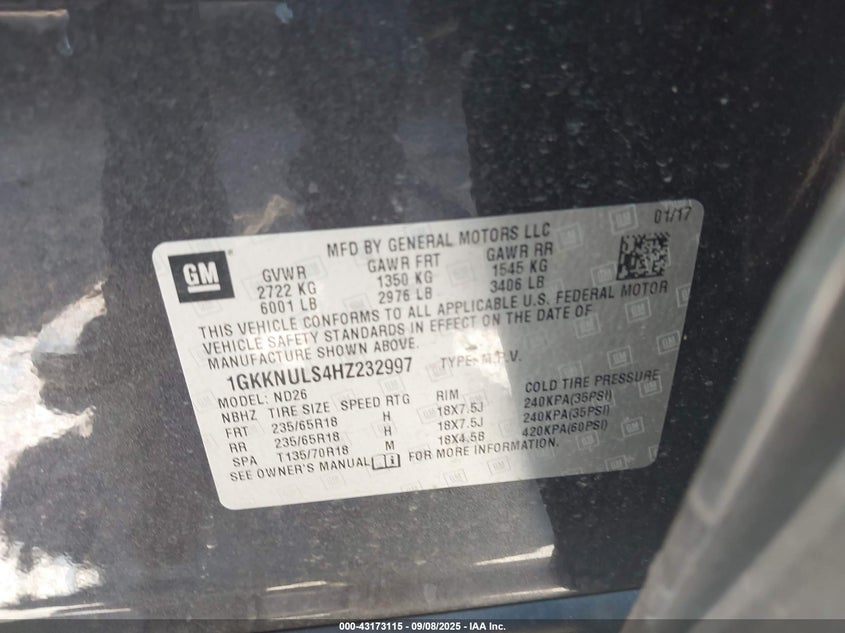 01/17
MFD BY GENERAL MOTORS LLC
GM
GVWR GAWR FRT GAWR RR
2722 KG 1350 KG 1545 KG
6001 LB 2976 LB 3406 LB
THIS VEHICLE CONFORMS TO ALL APPLICABLE U.S. FEDERAL MOTOR
VEHICLE SAFETY STANDARDS IN EFFECT ON THE DATE OF
MANUFACTURE SHOWN ABOVE.
1GKKNULS4HZ232997 TYPE: M.P.V.
MODEL: ND26
NBHZ TIRE SIZE SPEED RTG RIM COLD TIRE PRESSURE
FRT 235/65R18 H 18X7.5J 240KPA(35PSI)
RR 235/65R18 H 18X7.5J 240KPA(35PSI)
SPA T135/70R18 M 18X4.5B 420KPA(60PSI)
SEE OWNER'S MANUAL FOR MORE INFORMATION.
000-43173115 - 09/08/2025 - IAA Inc.